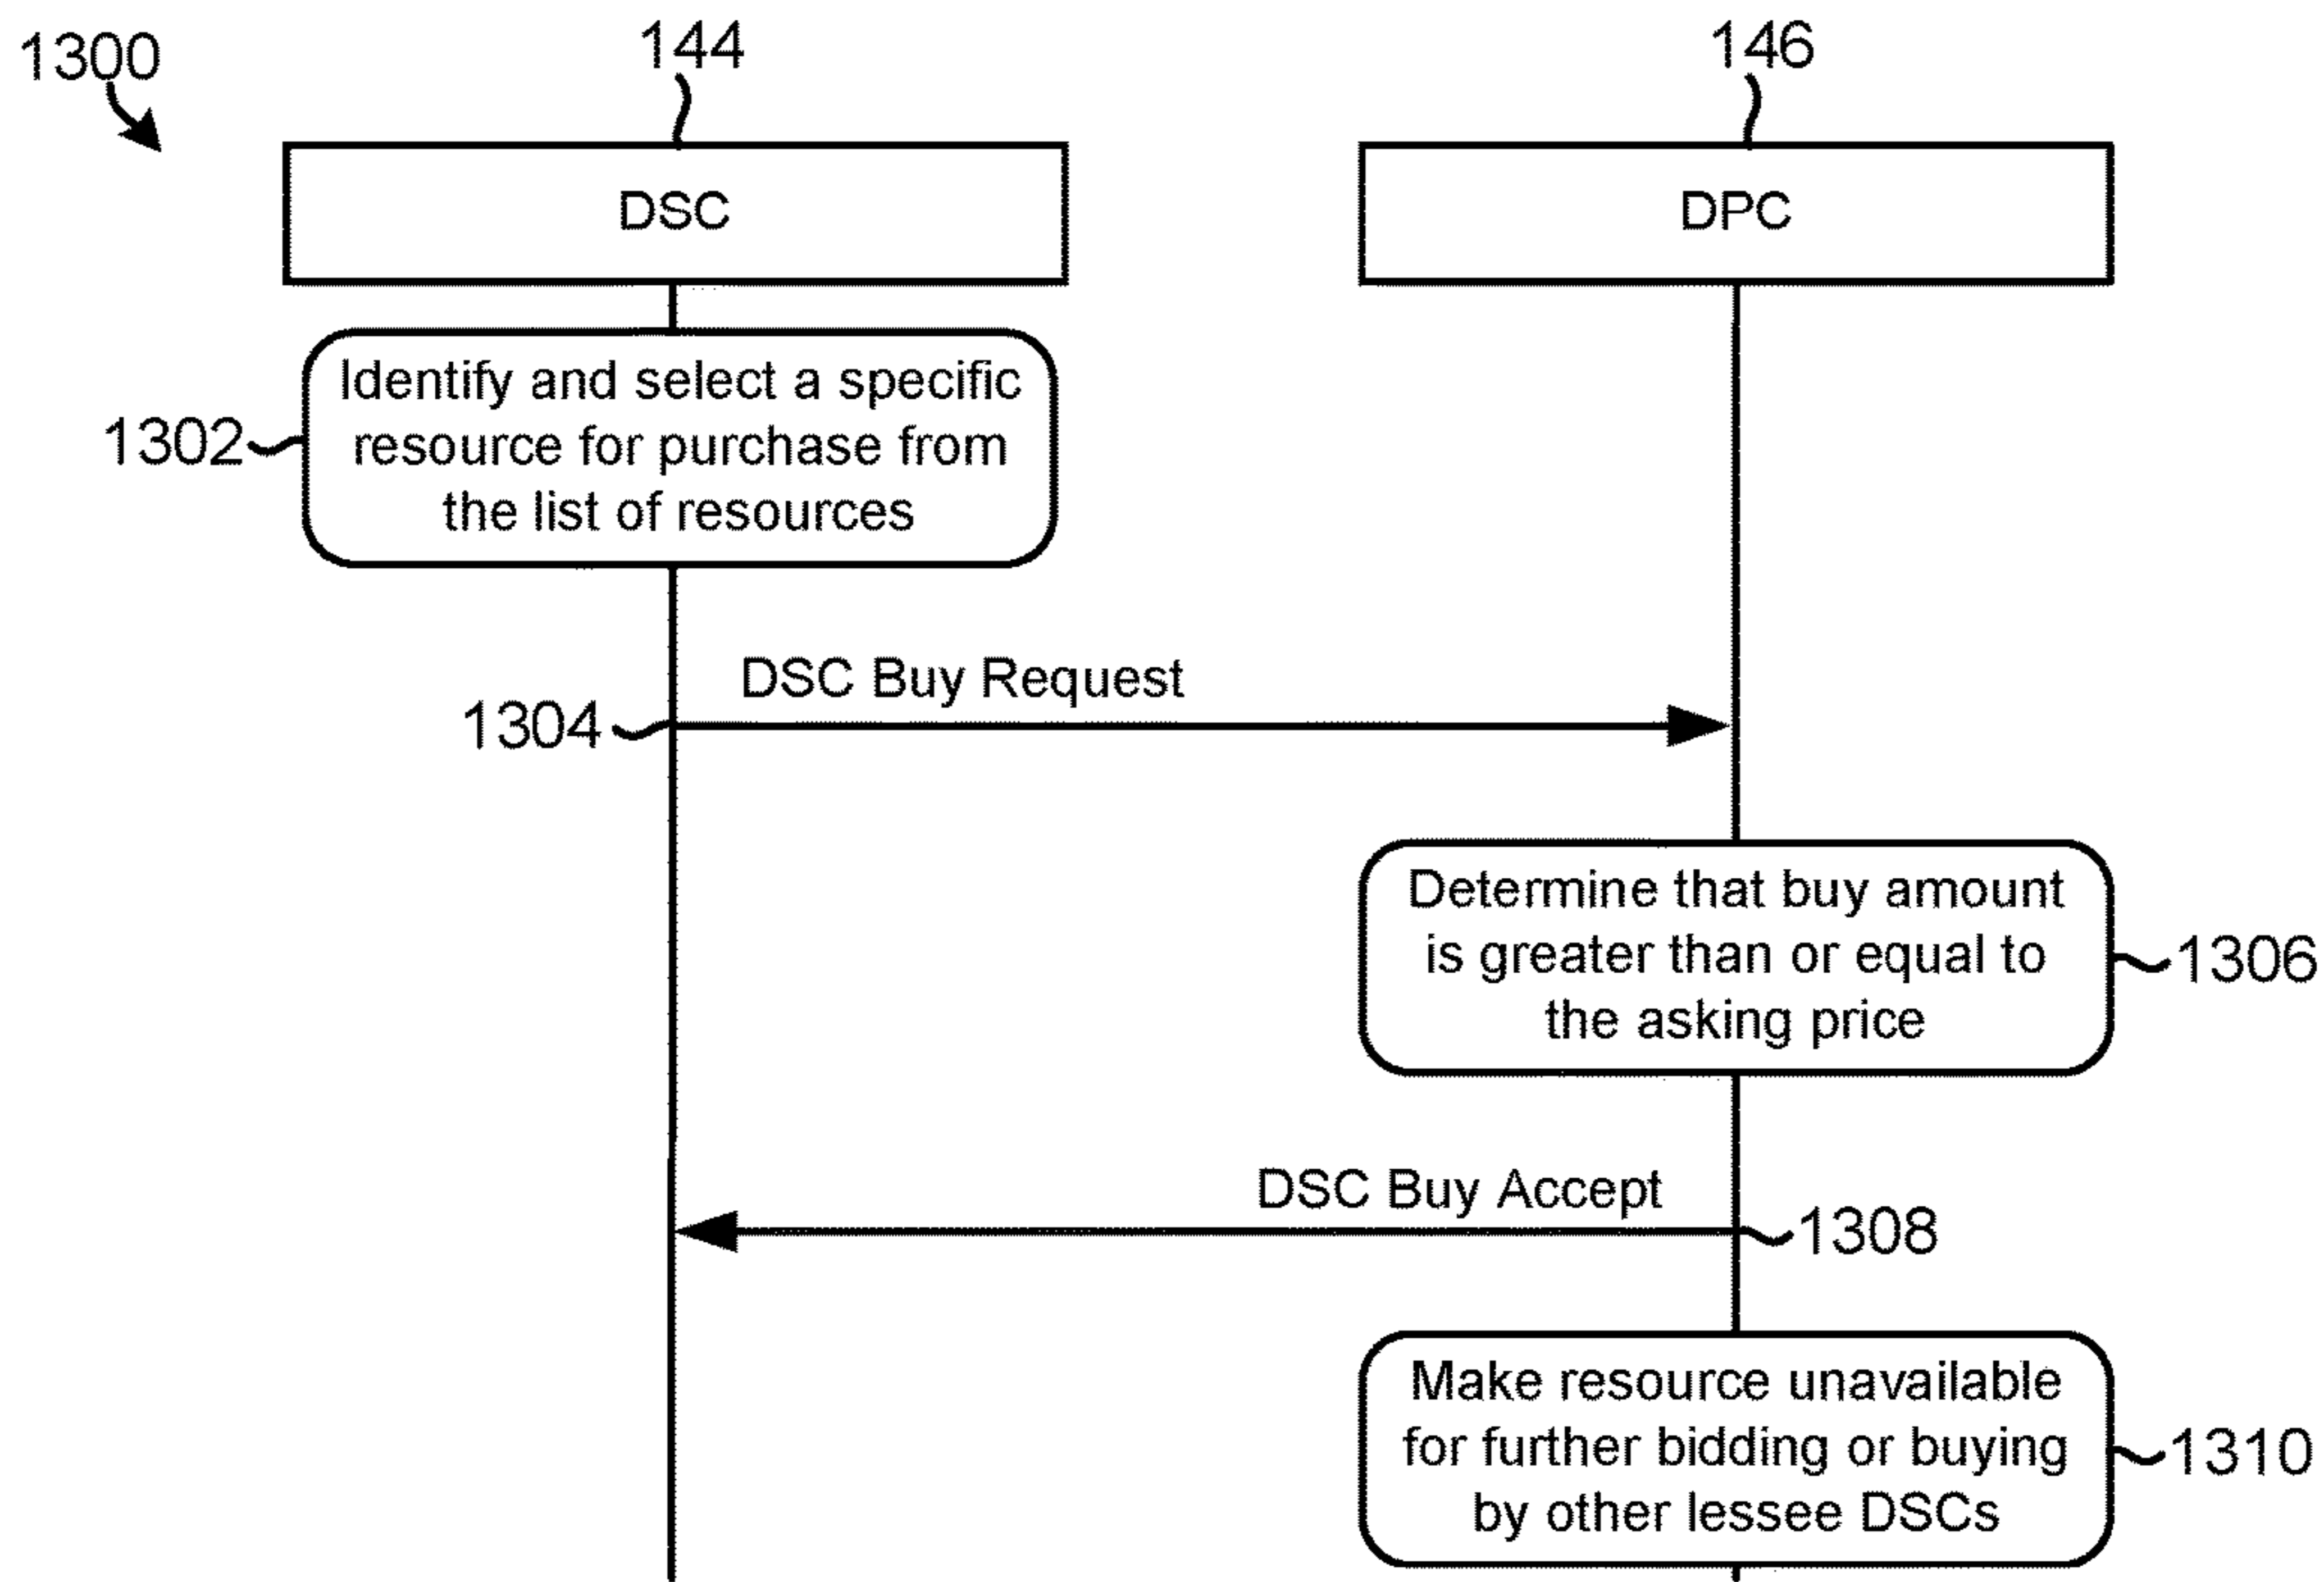 1300
144
146
DSC
DPC
Identify and select a specific
resource for purchase from
the list of resources
1302
DSC Buy Request
1304
Determine that buy amount
is greater than or equal to
the asking price
1306
DSC Buy Accept
1308
Make resource unavailable
for further bidding or buying
by other lessee DSCs
1310